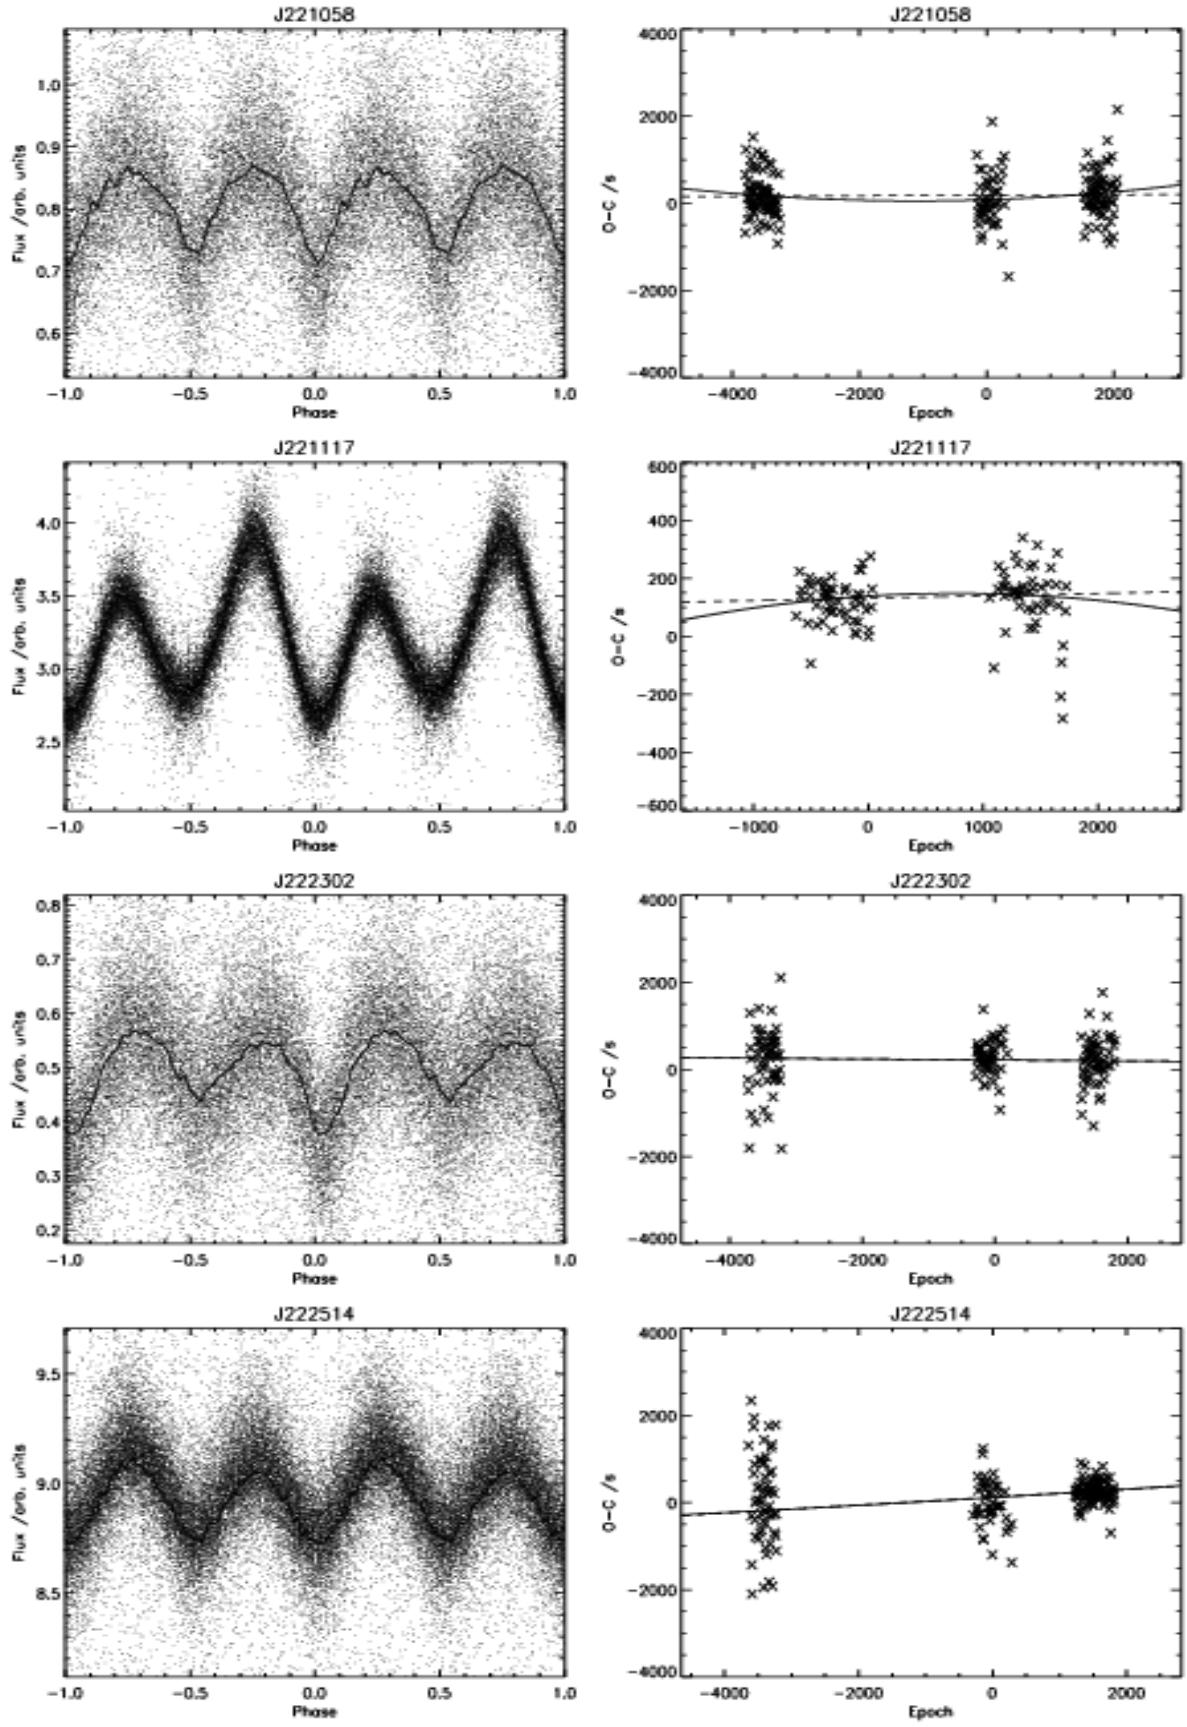 J221058
Flux /arb. units
1.0
0.9
0.8
0.7
0.6
−1.0 −0.5 0.0 0.5 1.0
Phase
J221058
O−C /s
4000
2000
0
−2000
−4000
−4000 −2000 0 2000
Epoch
J221117
Flux /arb. units
4.0
3.5
3.0
2.5
−1.0 −0.5 0.0 0.5 1.0
Phase
J221117
O−C /s
600
400
200
0
−200
−400
−600
−1000 0 1000 2000
Epoch
J222302
Flux /arb. units
0.8
0.7
0.6
0.5
0.4
0.3
0.2
−1.0 −0.5 0.0 0.5 1.0
Phase
J222302
O−C /s
4000
2000
0
−2000
−4000
−4000 −2000 0 2000
Epoch
J222514
Flux /arb. units
9.5
9.0
8.5
−1.0 −0.5 0.0 0.5 1.0
Phase
J222514
O−C /s
4000
2000
0
−2000
−4000
−4000 −2000 0 2000
Epoch